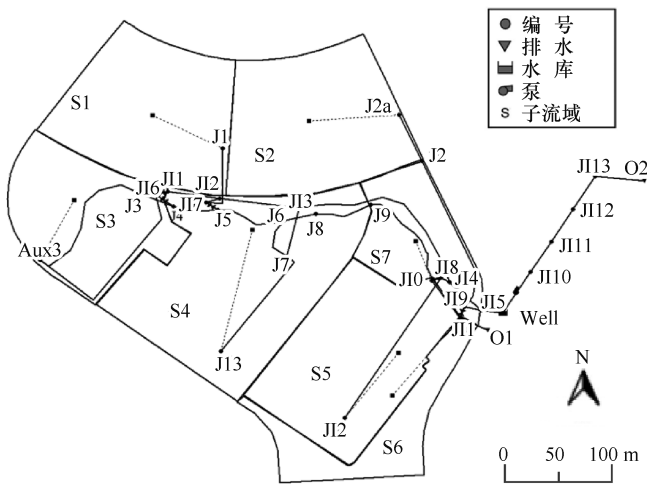 编 号
排 水
水 库
泵
S 子流域
S1
J1
S2
J2a
J2
JI13
O2
JI6
JI1
JI2
JI3
J3
J4
JI7
J5
J6
J8
J9
JI12
S3
Aux3
J7
S7
JI8
JI11
JI0
JI4
JI10
JI9
JI5
S4
Well
JI1
O1
J13
S5
N
JI2
S6
0 50 100 m